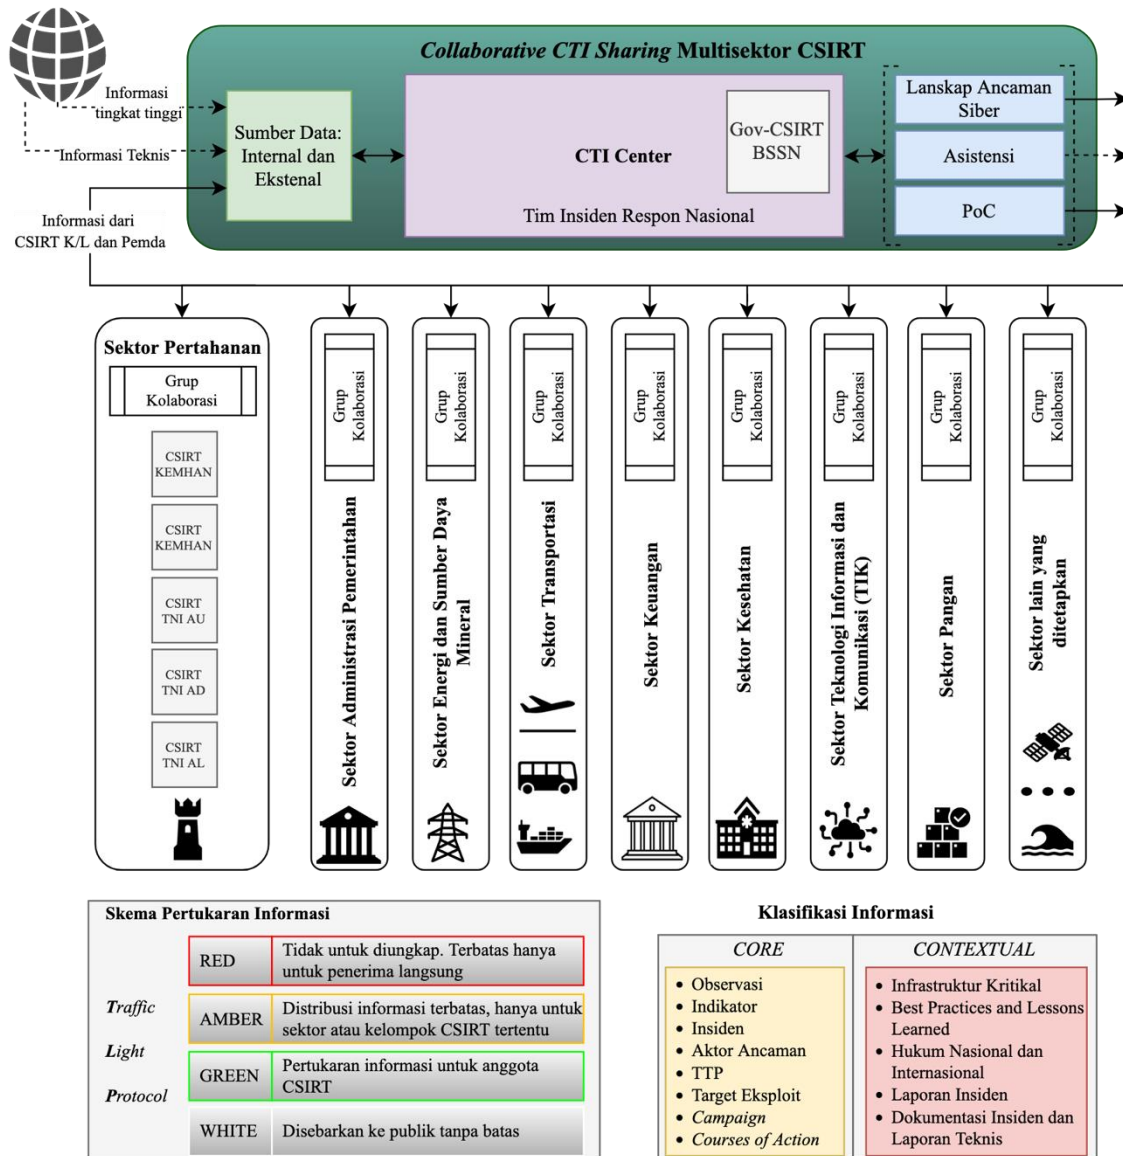 Collaborative CTI Sharing Multisektor CSIRT
Informasi
tingkat tinggi
Informasi Teknis
Informasi dari
CSIRT K/L dan Pemda
Sumber Data:
Internal dan
Ekstenal
CTI Center
Gov-CSIRT
BSSN
Tim Insiden Respon Nasional
Lanskap Ancaman
Siber
Asistensi
PoC
Sektor Pertahanan
Grup
Kolaborasi
CSIRT
KEMHAN
CSIRT
KEMHAN
CSIRT
TNI AU
CSIRT
TNI AD
CSIRT
TNI AL
Grup
Kolaborasi
Sektor Administrasi Pemerintahan
Grup
Kolaborasi
Sektor Energi dan Sumber Daya
Mineral
Grup
Kolaborasi
Sektor Transportasi
Grup
Kolaborasi
Sektor Keuangan
Grup
Kolaborasi
Sektor Kesehatan
Grup
Kolaborasi
Sektor Teknologi Informasi dan
Komunikasi (TIK)
Grup
Kolaborasi
Sektor Pangan
Grup
Kolaborasi
Sektor lain yang
ditetapkan
Skema Pertukaran Informasi
Traffic
Light
Protocol
RED
Tidak untuk diungkap. Terbatas hanya
untuk penerima langsung
AMBER
Distribusi informasi terbatas, hanya untuk
sektor atau kelompok CSIRT tertentu
GREEN
Pertukaran informasi untuk anggota
CSIRT
WHITE
Disebarkan ke publik tanpa batas
Klasifikasi Informasi
CORE
• Observasi
• Indikator
• Insiden
• Aktor Ancaman
• TTP
• Target Eksploit
• Campaign
• Courses of Action
CONTEXTUAL
• Infrastruktur Kritikal
• Best Practices and Lessons
Learned
• Hukum Nasional dan
Internasional
• Laporan Insiden
• Dokumentasi Insiden dan
Laporan Teknis